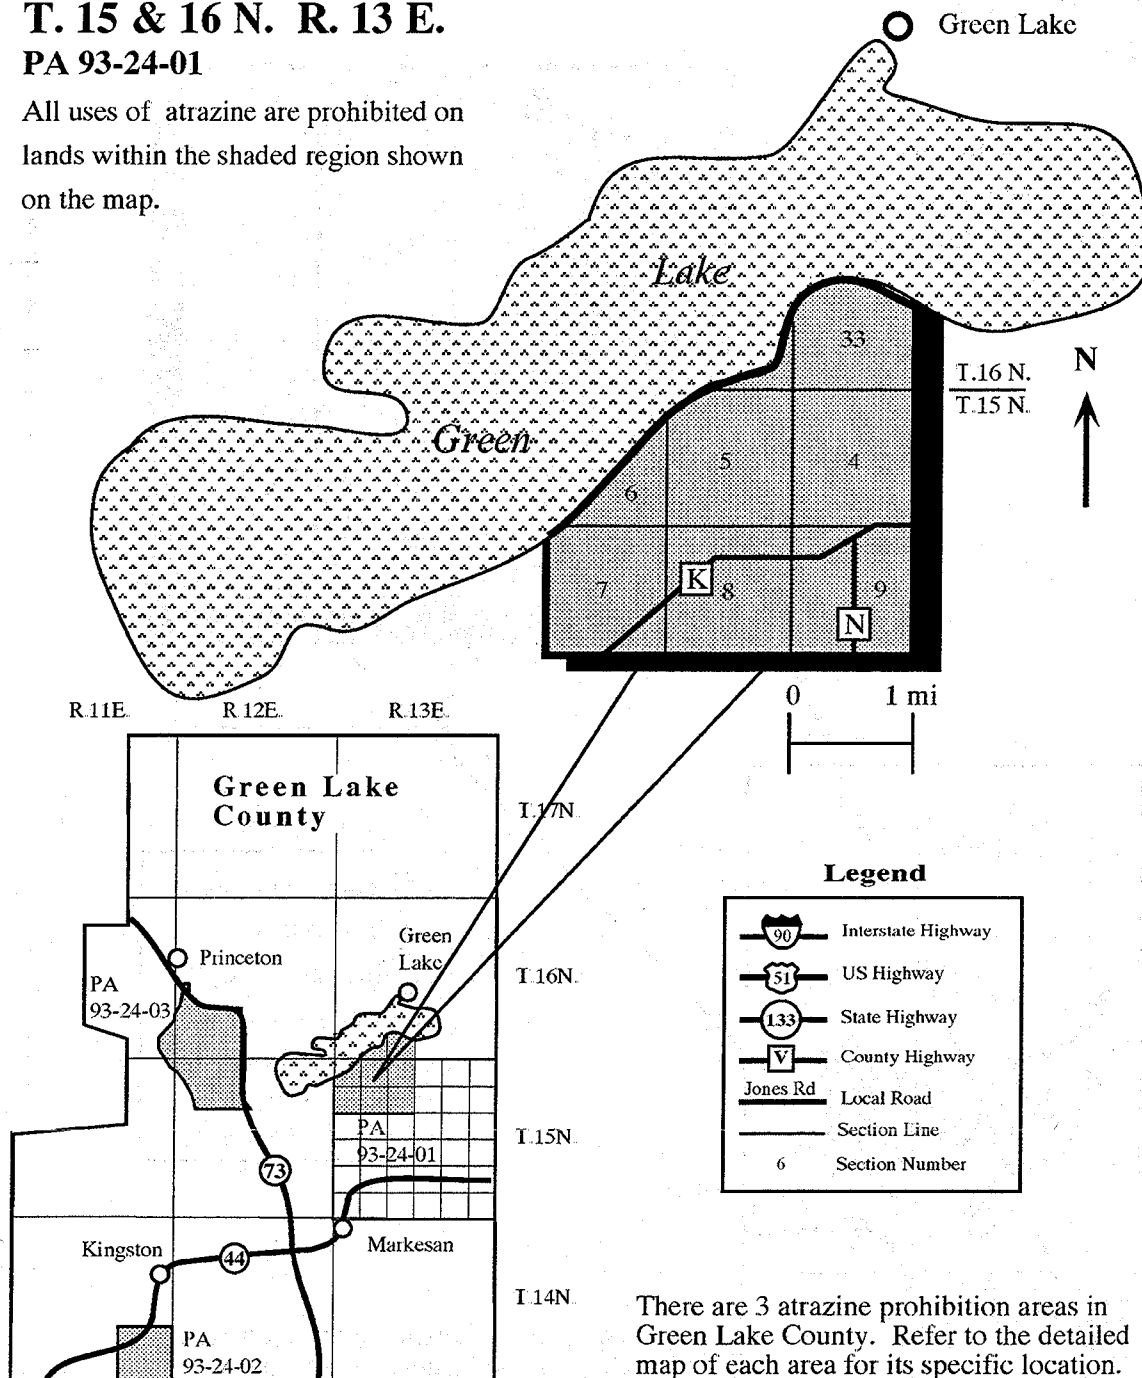 T. 15 & 16 N. R. 13 E.
PA 93-24-01
All uses of atrazine are prohibited on
lands within the shaded region shown
on the map.
Green Lake
Lake
Green
33
T.16 N.
T.15 N.
N
5
4
6
7
K
8
9
N
0 1 mi
R.11E. R.12E. R.13E.
Green Lake
County
T.17N.
Princeton
Green
Lake
T.16N.
PA
93-24-03
PA
93-24-01
T.15N.
73
Kingston
44
Markesan
T.14N.
PA
93-24-02
Legend
90 Interstate Highway
51 US Highway
133 State Highway
V County Highway
Jones Rd Local Road
Section Line
6 Section Number
There are 3 atrazine prohibition areas in
Green Lake County. Refer to the detailed
map of each area for its specific location.